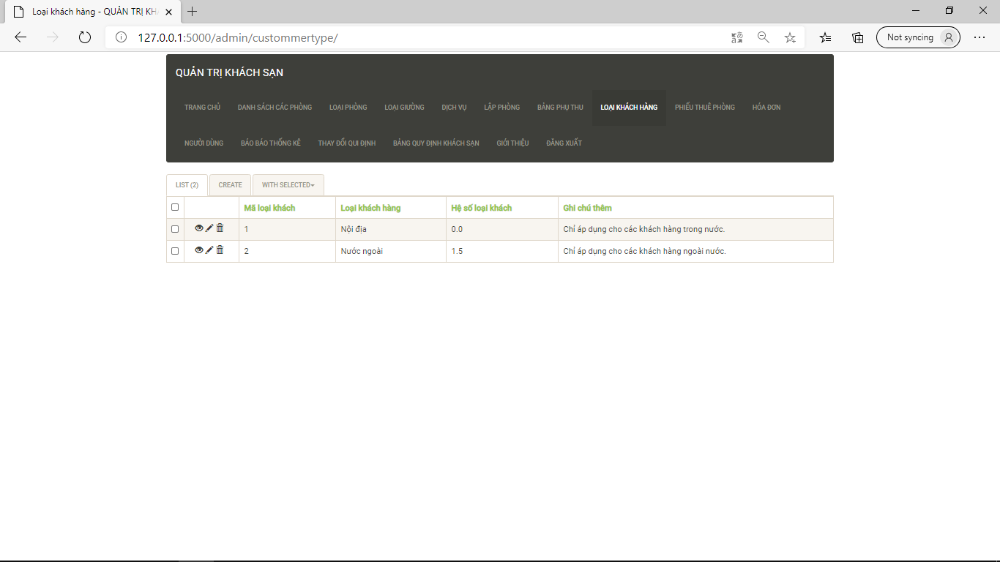 Loại khách hàng - QUẢN TRỊ KH
127.0.0.1:5000/admin/custommertype/
Not syncing
QUẢN TRỊ KHÁCH SẠN
TRANG CHỦ DANH SÁCH CÁC PHÒNG LOẠI PHÒNG LOẠI GIƯỜNG DỊCH VỤ LẬP PHÒNG BẢNG PHỤ THU LOẠI KHÁCH HÀNG PHIẾU THUÊ PHÒNG HÓA ĐƠN
NGƯỜI DÙNG BÁO BÁO THỐNG KÊ THAY ĐỔI QUI ĐỊNH BẢNG QUY ĐỊNH KHÁCH SẠN GIỚI THIỆU ĐĂNG XUẤT
LIST (2) CREATE WITH SELECTED
Mã loại khách Loại khách hàng Hệ số loại khách Ghi chú thêm
1 Nội địa 0.0 Chỉ áp dụng cho các khách hàng trong nước.
2 Nước ngoài 1.5 Chỉ áp dụng cho các khách hàng ngoài nước.